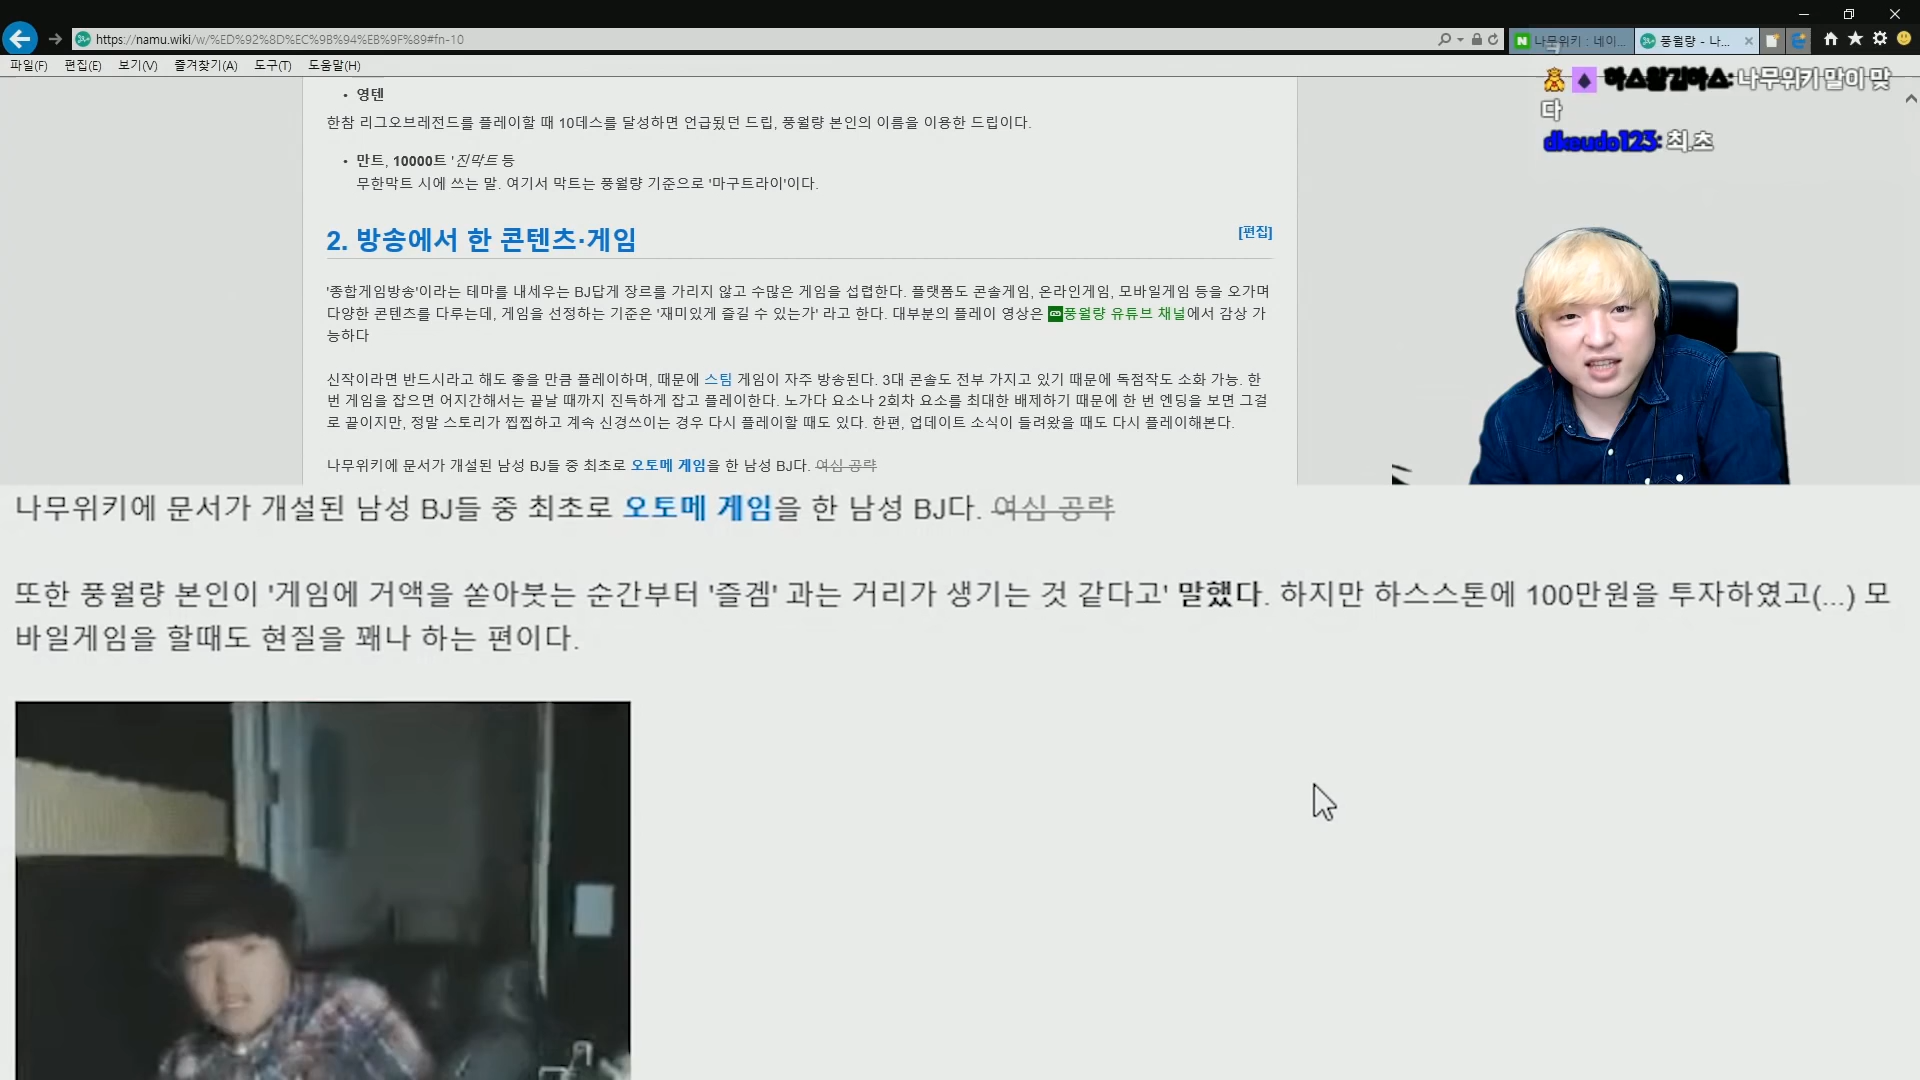 https://namu.wiki/w/%ED%92%8D%EC%9B%94%EB%9F%89#fn-10
나무위키 : 네이...
풍월량 - 나...
파일(F) 편집(E) 보기(V) 즐겨찾기(A) 도구(T) 도움말(H)
하스왕김하스: 나무위키 말이 맞
다
dkeudo123: 최.초
• 영텐
한참 리그오브레전드를 플레이할 때 10데스를 달성하면 언급됬던 드립, 풍월량 본인의 이름을 이용한 드립이다.
• 만트, 10000트 '진막트 등
무한막트 시에 쓰는 말. 여기서 막트는 풍월량 기준으로 '마구트라이'이다.
2. 방송에서 한 콘텐츠·게임
[편집]
'종합게임방송'이라는 테마를 내세우는 BJ답게 장르를 가리지 않고 수많은 게임을 섭렵한다. 플랫폼도 콘솔게임, 온라인게임, 모바일게임 등을 오가며
다양한 콘텐츠를 다루는데, 게임을 선정하는 기준은 '재미있게 즐길 수 있는가' 라고 한다. 대부분의 플레이 영상은 풍월량 유튜브 채널에서 감상 가
능하다
신작이라면 반드시라고 해도 좋을 만큼 플레이하며, 때문에 스팀 게임이 자주 방송된다. 3대 콘솔도 전부 가지고 있기 때문에 독점작도 소화 가능. 한
번 게임을 잡으면 어지간해서는 끝날 때까지 진득하게 잡고 플레이한다. 노가다 요소나 2회차 요소를 최대한 배제하기 때문에 한 번 엔딩을 보면 그걸
로 끝이지만, 정말 스토리가 찝찝하고 계속 신경쓰이는 경우 다시 플레이할 때도 있다. 한편, 업데이트 소식이 들려왔을 때도 다시 플레이해본다.
나무위키에 문서가 개설된 남성 BJ들 중 최초로 오토메 게임을 한 남성 BJ다. 여심 공략
나무위키에 문서가 개설된 남성 BJ들 중 최초로 오토메 게임을 한 남성 BJ다. 여심 공략
또한 풍월량 본인이 '게임에 거액을 쏟아붓는 순간부터 '즐겜' 과는 거리가 생기는 것 같다고' 말했다. 하지만 하스스톤에 100만원을 투자하였고(...) 모
바일게임을 할때도 현질을 꽤나 하는 편이다.